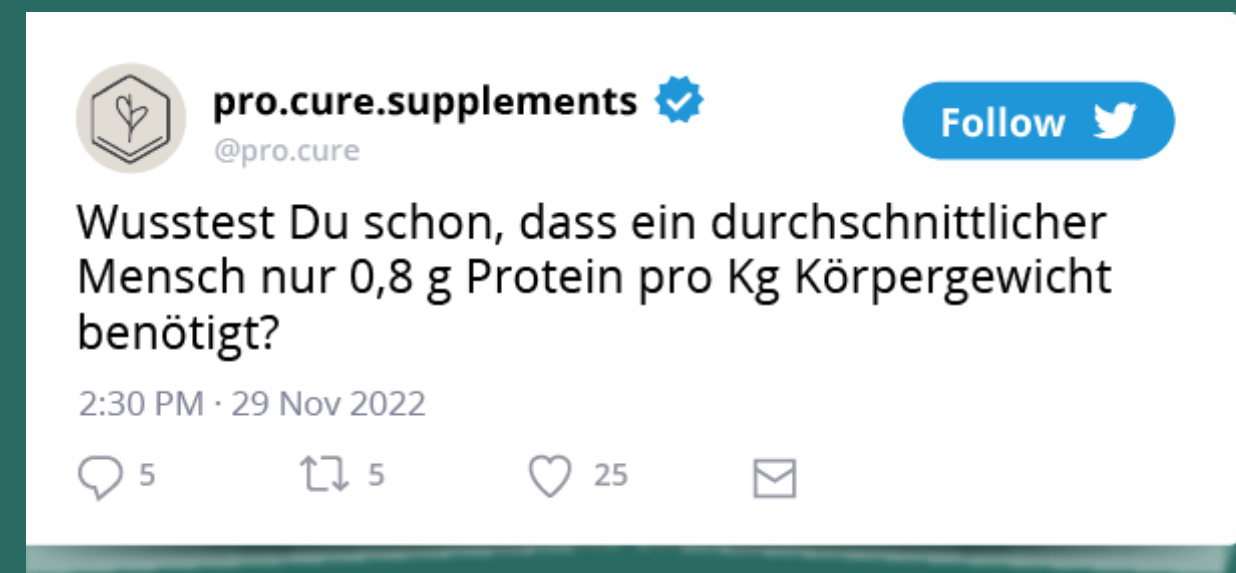 pro.cure.supplements
@pro.cure
Follow
Wusstest Du schon, dass ein durchschnittlicher
Mensch nur 0,8 g Protein pro Kg Körpergewicht
benötigt?
2:30 PM · 29 Nov 2022
5 5 25